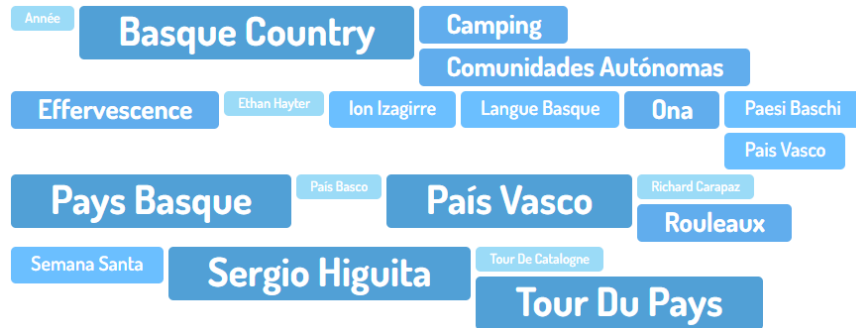 Année Basque Country Camping
Comunidades Autónomas
Effervescence Ethan Hayter Ion Izagirre Langue Basque Ona Paesi Baschi
Pais Vasco
Pays Basque País Basco País Vasco Richard Carapaz
Rouleaux
Semana Santa Sergio Higuita Tour De Catalogne
Tour Du Pays